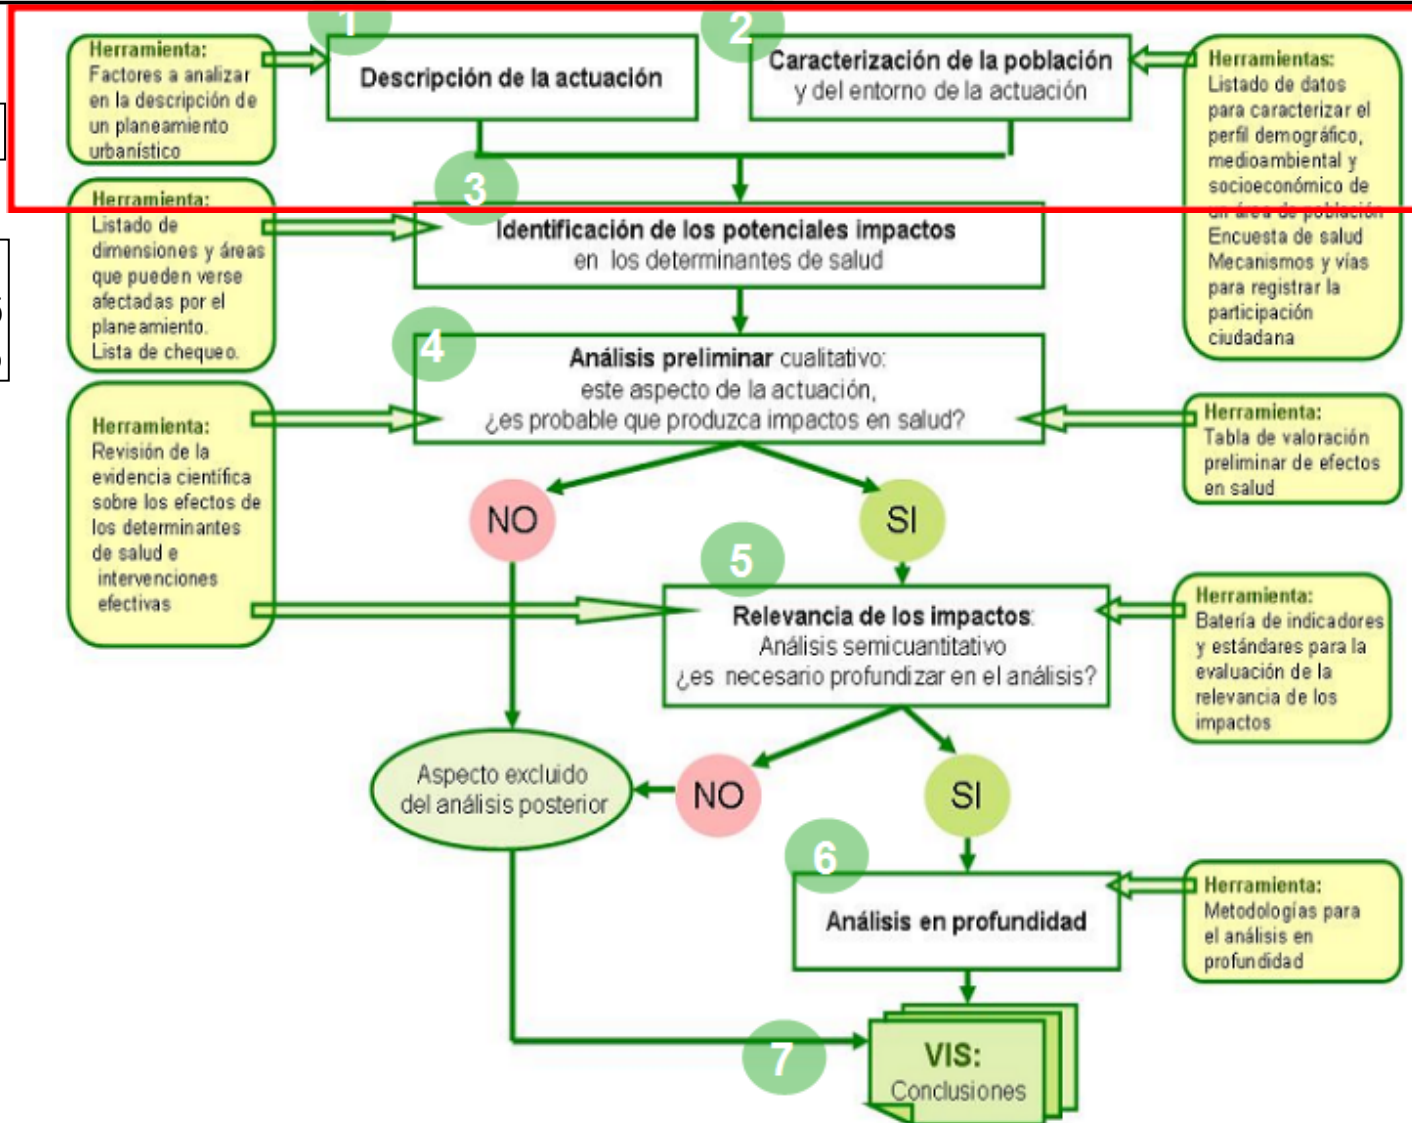 1
2
Herramienta:
Factores a analizar
en la descripción de
un planeamiento
urbanístico
Descripción de la actuación
Caracterización de la población
y del entorno de la actuación
Herramientas:
Listado de datos
para caracterizar el
perfil demográfico,
medioambiental y
socioeconómico de
un área de población
Encuesta de salud
Mecanismos y vías
para registrar la
participación
ciudadana
3
Herramienta:
Listado de
dimensiones y áreas
que pueden verse
afectadas por el
planeamiento.
Lista de chequeo.
Identificación de los potenciales impactos
en los determinantes de salud
4
Análisis preliminar cualitativo:
este aspecto de la actuación,
¿es probable que produzca impactos en salud?
Herramienta:
Revisión de la
evidencia científica
sobre los efectos de
los determinantes
de salud e
intervenciones
efectivas
Herramienta:
Tabla de valoración
preliminar de efectos
en salud
NO
SI
5
Relevancia de los impactos:
Análisis semicuantitativo
¿es necesario profundizar en el análisis?
Herramienta:
Batería de indicadores
y estándares para la
evaluación de la
relevancia de los
impactos
Aspecto excluido
del análisis posterior
NO
SI
6
Análisis en profundidad
Herramienta:
Metodologías para
el análisis en
profundidad
7
VIS:
Conclusiones